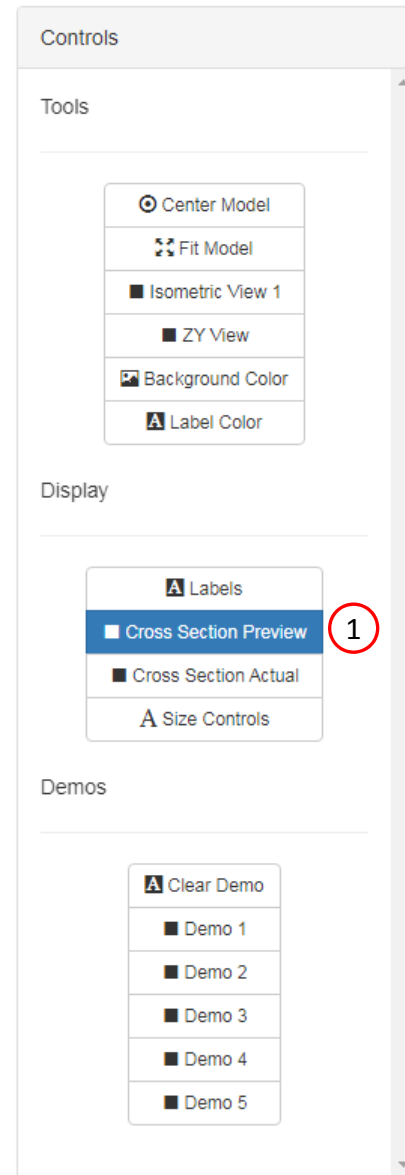 Controls
Tools
Center Model
Fit Model
Isometric View 1
ZY View
Background Color
A Label Color
Display
A Labels
Cross Section Preview 1
Cross Section Actual
A Size Controls
Demos
A Clear Demo
Demo 1
Demo 2
Demo 3
Demo 4
Demo 5